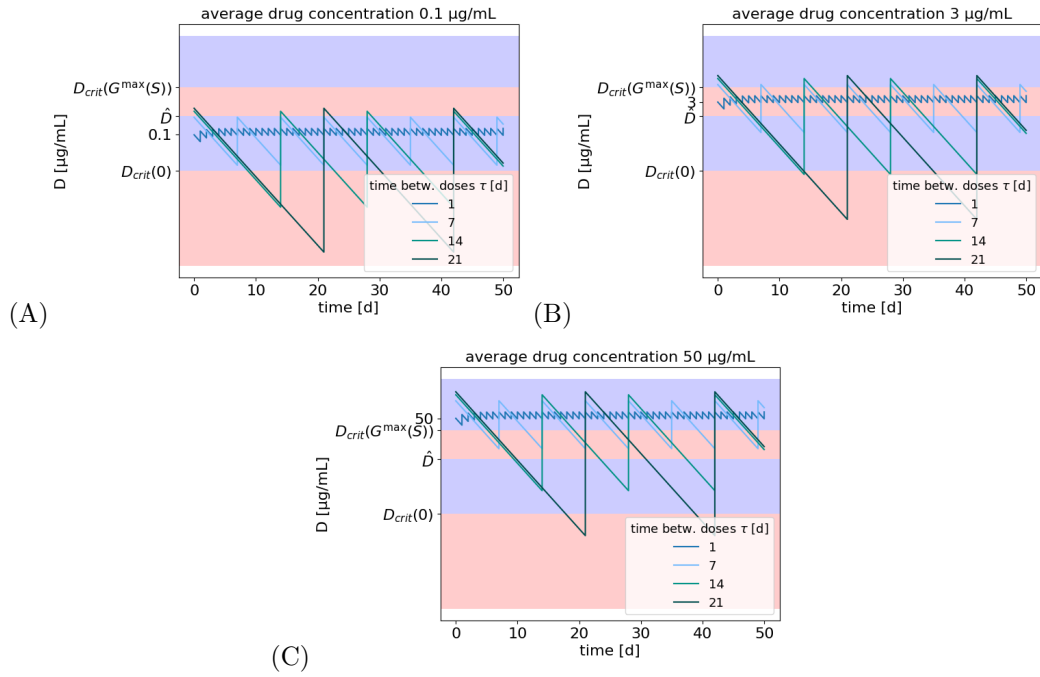 average drug concentration 0.1 µg/mL
D_crit(G^max(S))
D̂
0.1
D_crit(0)
D [µg/mL]
time betw. doses τ [d]
1
7
14
21
0 10 20 30 40 50
time [d]
(A)
average drug concentration 3 µg/mL
D_crit(G^max(S))
3
D̂
D_crit(0)
D [µg/mL]
time betw. doses τ [d]
1
7
14
21
0 10 20 30 40 50
time [d]
(B)
average drug concentration 50 µg/mL
50
D_crit(G^max(S))
D̂
D_crit(0)
D [µg/mL]
time betw. doses τ [d]
1
7
14
21
0 10 20 30 40 50
time [d]
(C)